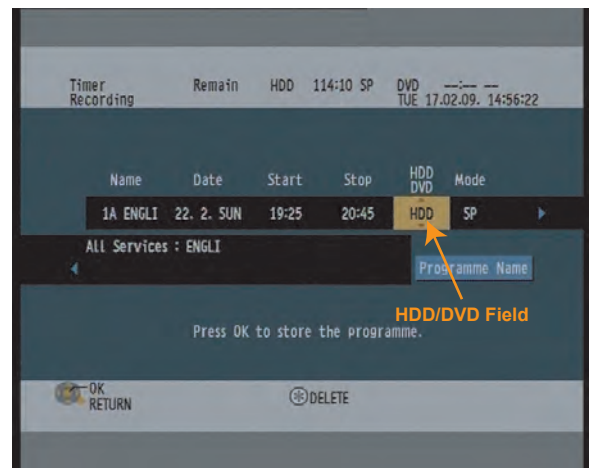 Timer Recording Remain HDD 114:10 SP DVD --:-- --
TUE 17.02.09. 14:56:22
Name Date Start Stop HDD DVD Mode
1A ENGLI 22. 2. SUN 19:25 20:45 HDD SP
All Services : ENGLI
Programme Name
HDD/DVD Field
Press OK to store the programme.
OK
RETURN
DELETE